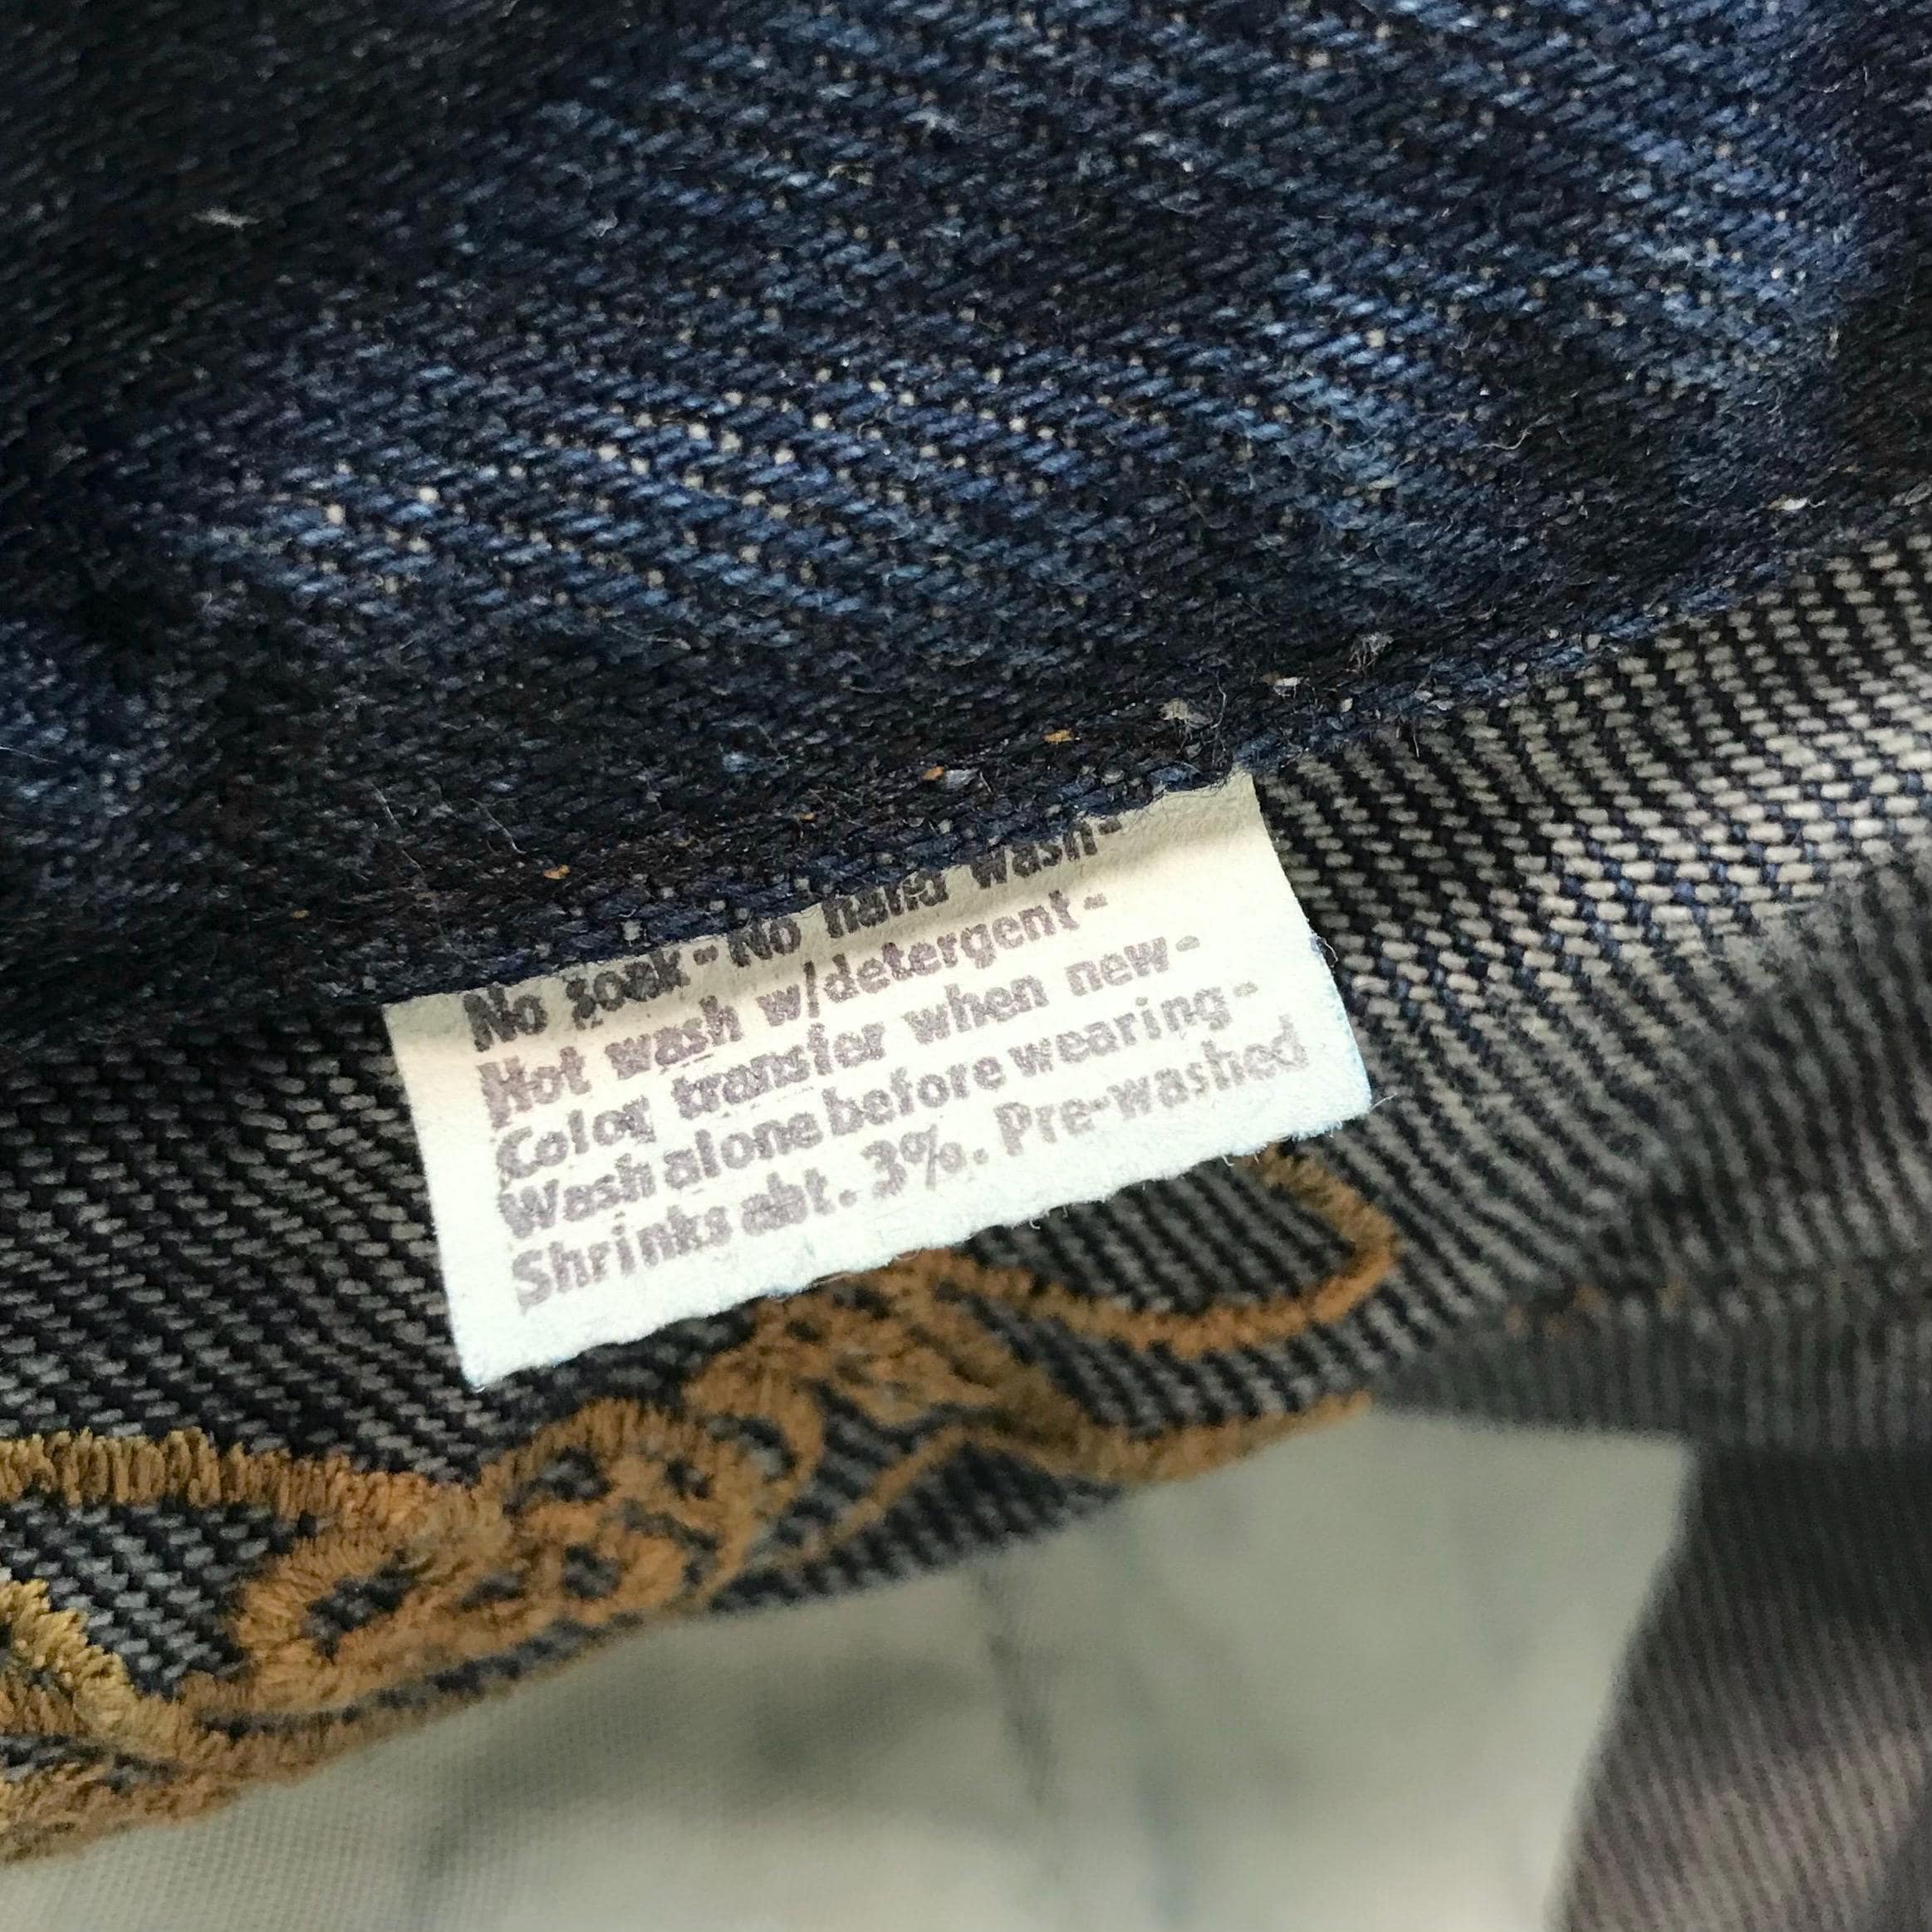 No soak-No hand wash-
Hot wash w/detergent-
Color transfer when new-
Wash alone before wearing-
Shrinks abt. 3%. Pre-washed